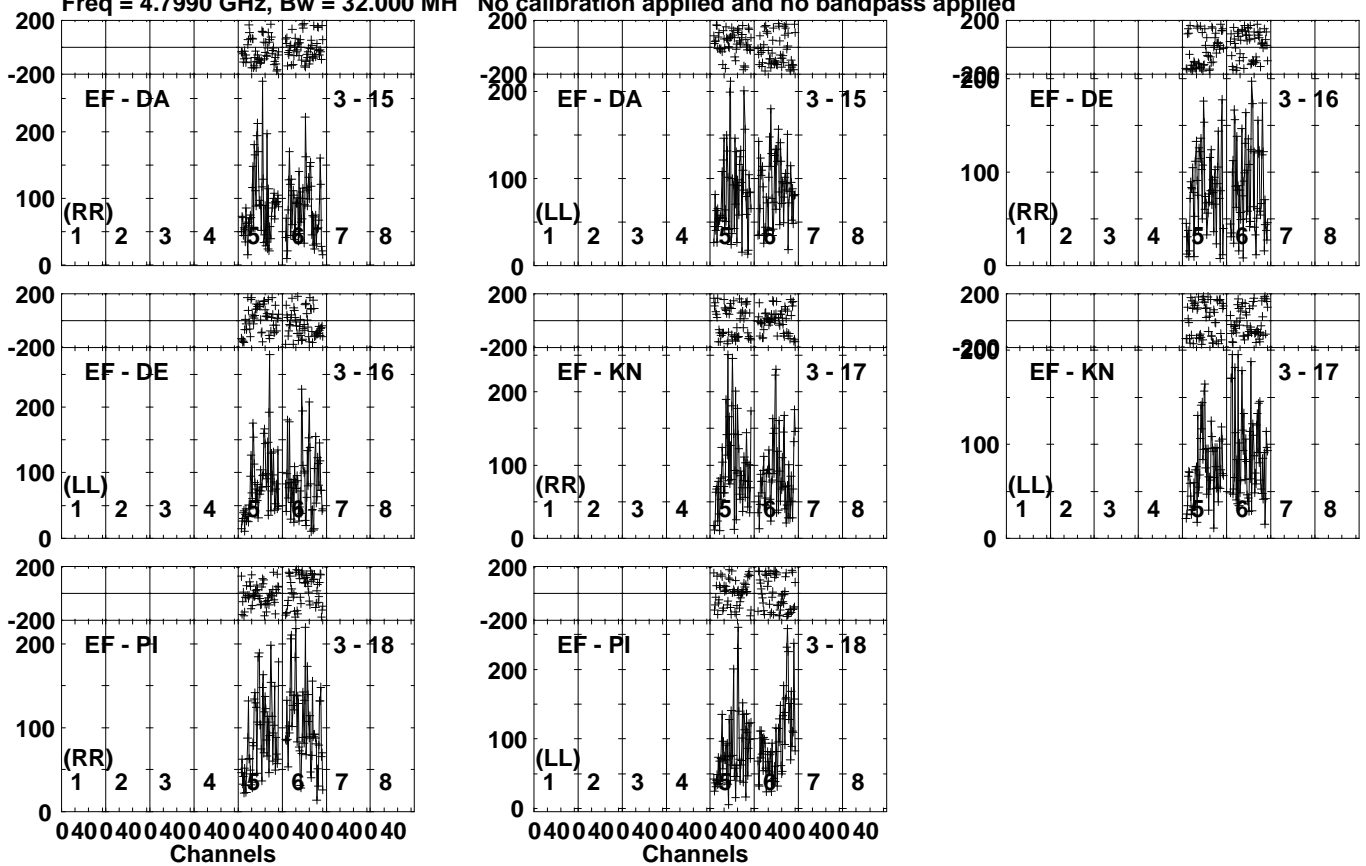 Freq = 4.7990 GHz, Bw = 32.000 MH No calibration applied and no bandpass applied
200
-200
EF - DA 3 - 15
200
100
(RR)
1 2 3 4 5 6 7 8
0
200
-200
EF - DA 3 - 15
200
100
(LL)
1 2 3 4 5 6 7 8
0
200
-200
200
EF - DE 3 - 16
100
(RR)
1 2 3 4 5 6 7 8
0
200
-200
EF - DE 3 - 16
200
100
(LL)
1 2 3 4 5 6 7 8
0
200
-200
EF - KN 3 - 17
200
100
(RR)
1 2 3 4 5 6 7 8
0
200
-200
200
EF - KN 3 - 17
100
(LL)
1 2 3 4 5 6 7 8
0
200
-200
EF - PI 3 - 18
200
100
(RR)
1 2 3 4 5 6 7 8
0
0 40 0 40 0 40 0 40 0 40 0 40 0 40 0 40
Channels
200
-200
EF - PI 3 - 18
200
100
(LL)
1 2 3 4 5 6 7 8
0
0 40 0 40 0 40 0 40 0 40 0 40 0 40 0 40
Channels